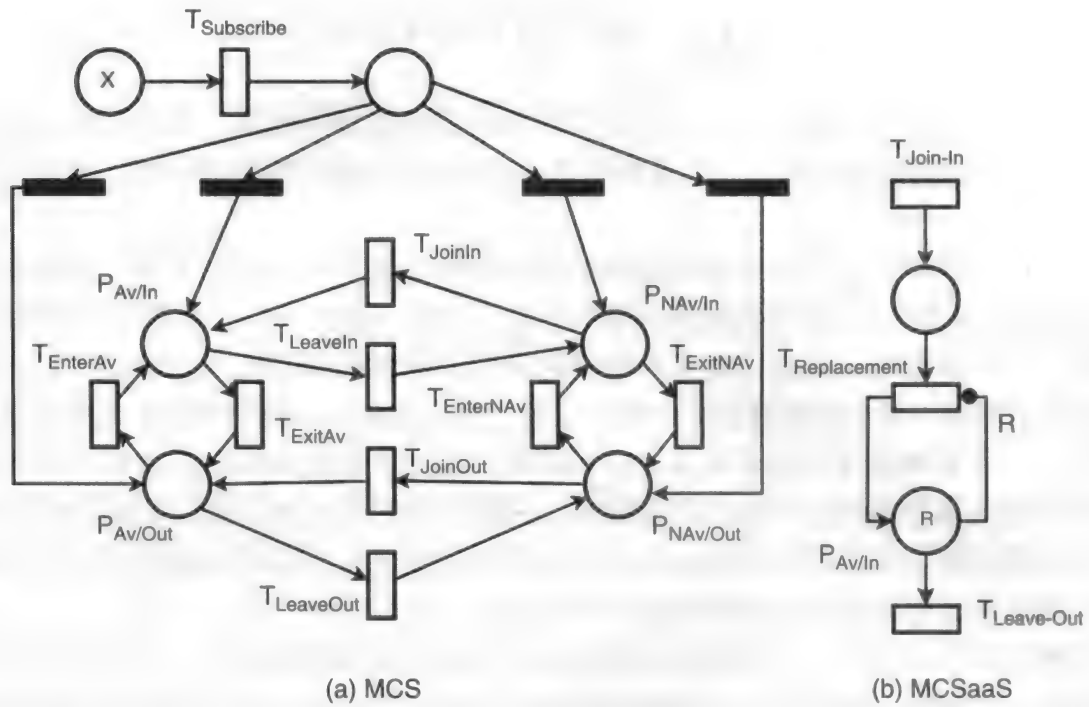 T_Subscribe
X
T_Join-In
T_JoinIn
P_Av/In
P_NAv/In
T_LeaveIn
T_EnterAv
T_ExitNAv
T_Replacement
T_EnterNAv
R
T_ExitAv
T_JoinOut
R
P_Av/Out
P_NAv/Out
P_Av/In
T_LeaveOut
T_Leave-Out
(a) MCS
(b) MCSaaS